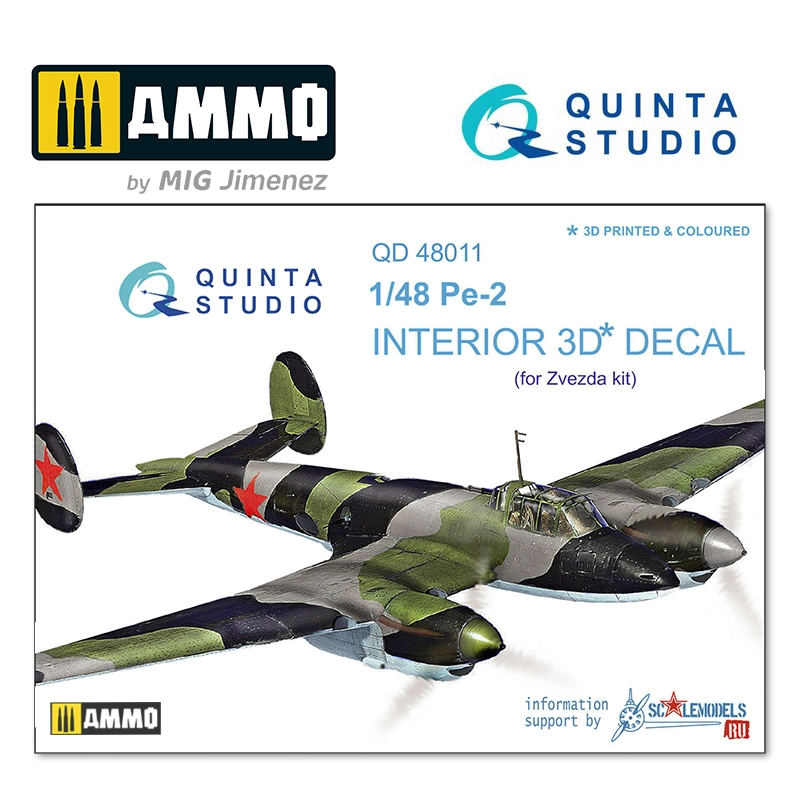 AMMO
by MIG Jimenez
QUINTA
STUDIO
* 3D PRINTED & COLOURED
QUINTA
STUDIO
QD 48011
1/48 Pe-2
INTERIOR 3D* DECAL
(for Zvezda kit)
AMMO
information
support by
SCALEMODELS
RU